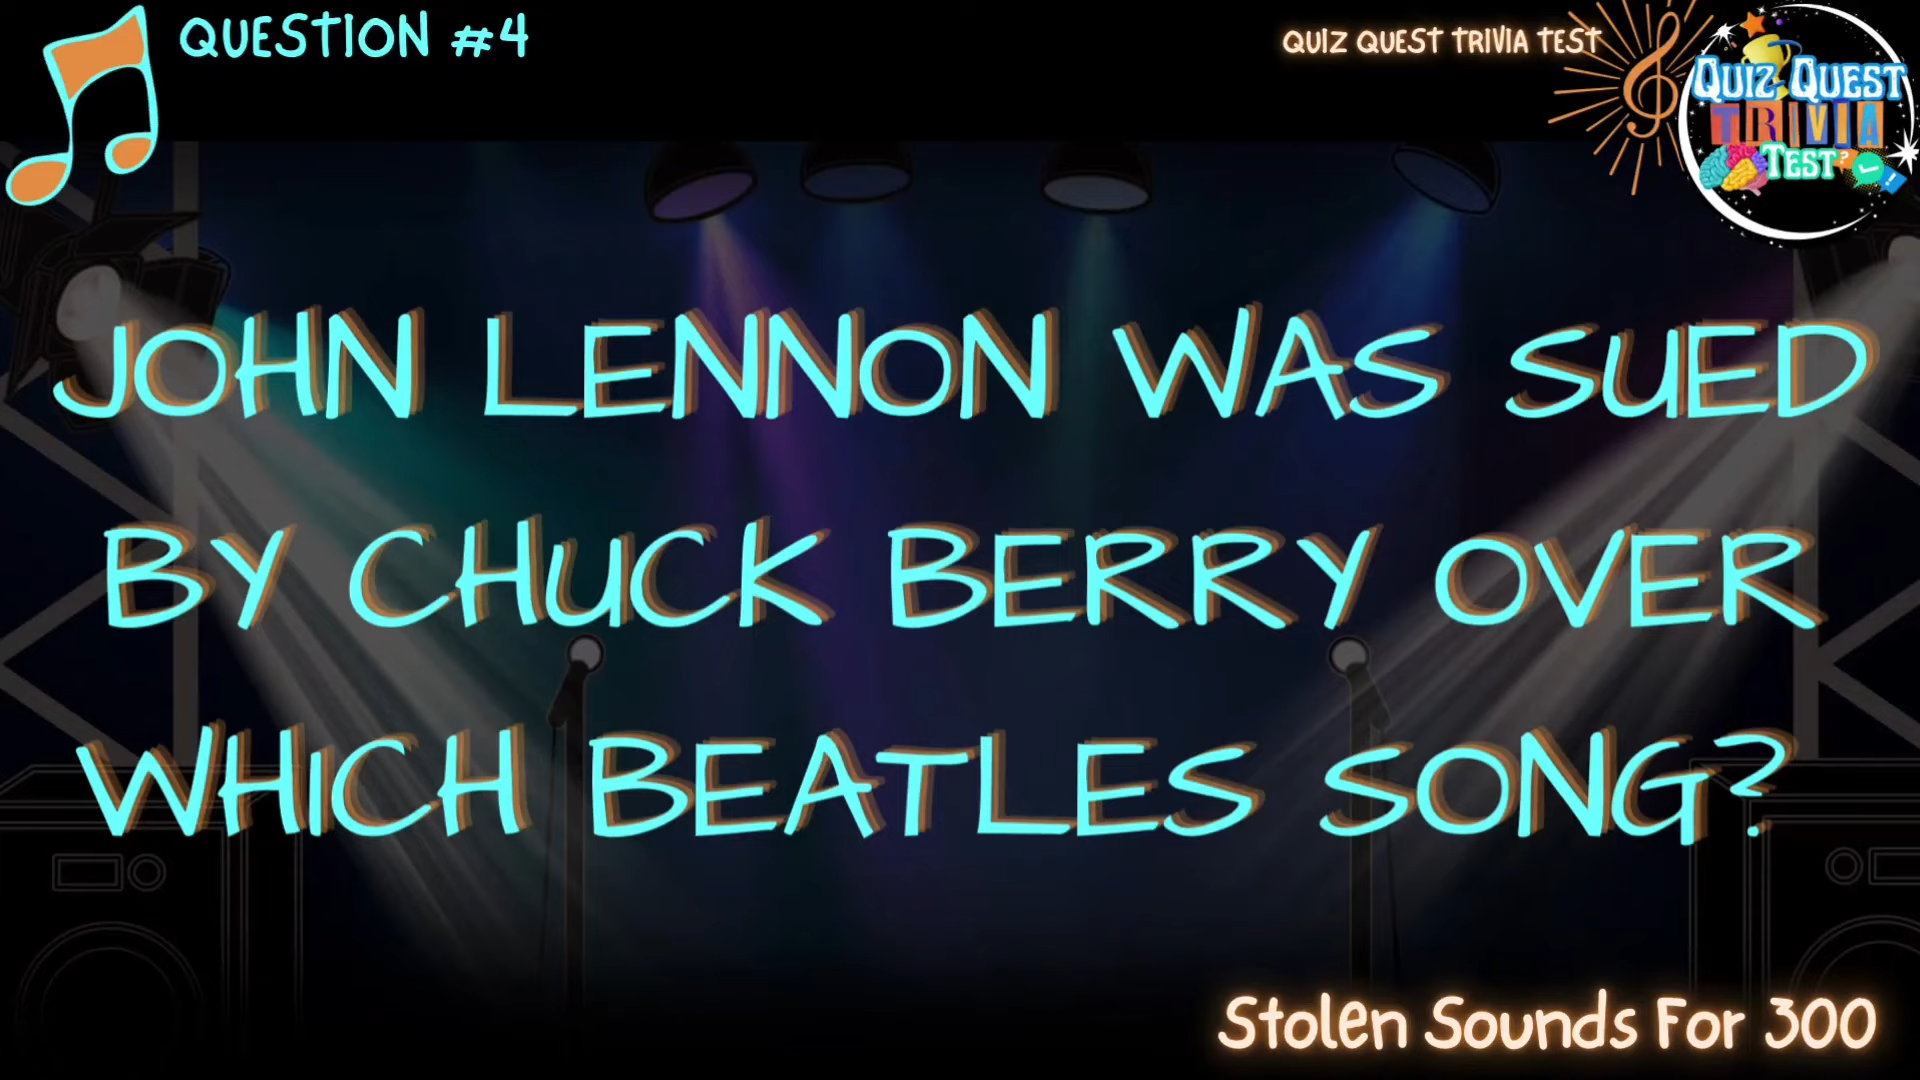 QUESTION #4
QUIZ QUEST TRIVIA TEST
QUIZ QUEST
TRIVIA
TEST?
JOHN LENNON WAS SUED
BY CHUCK BERRY OVER
WHICH BEATLES SONG?
Stolen Sounds For 300